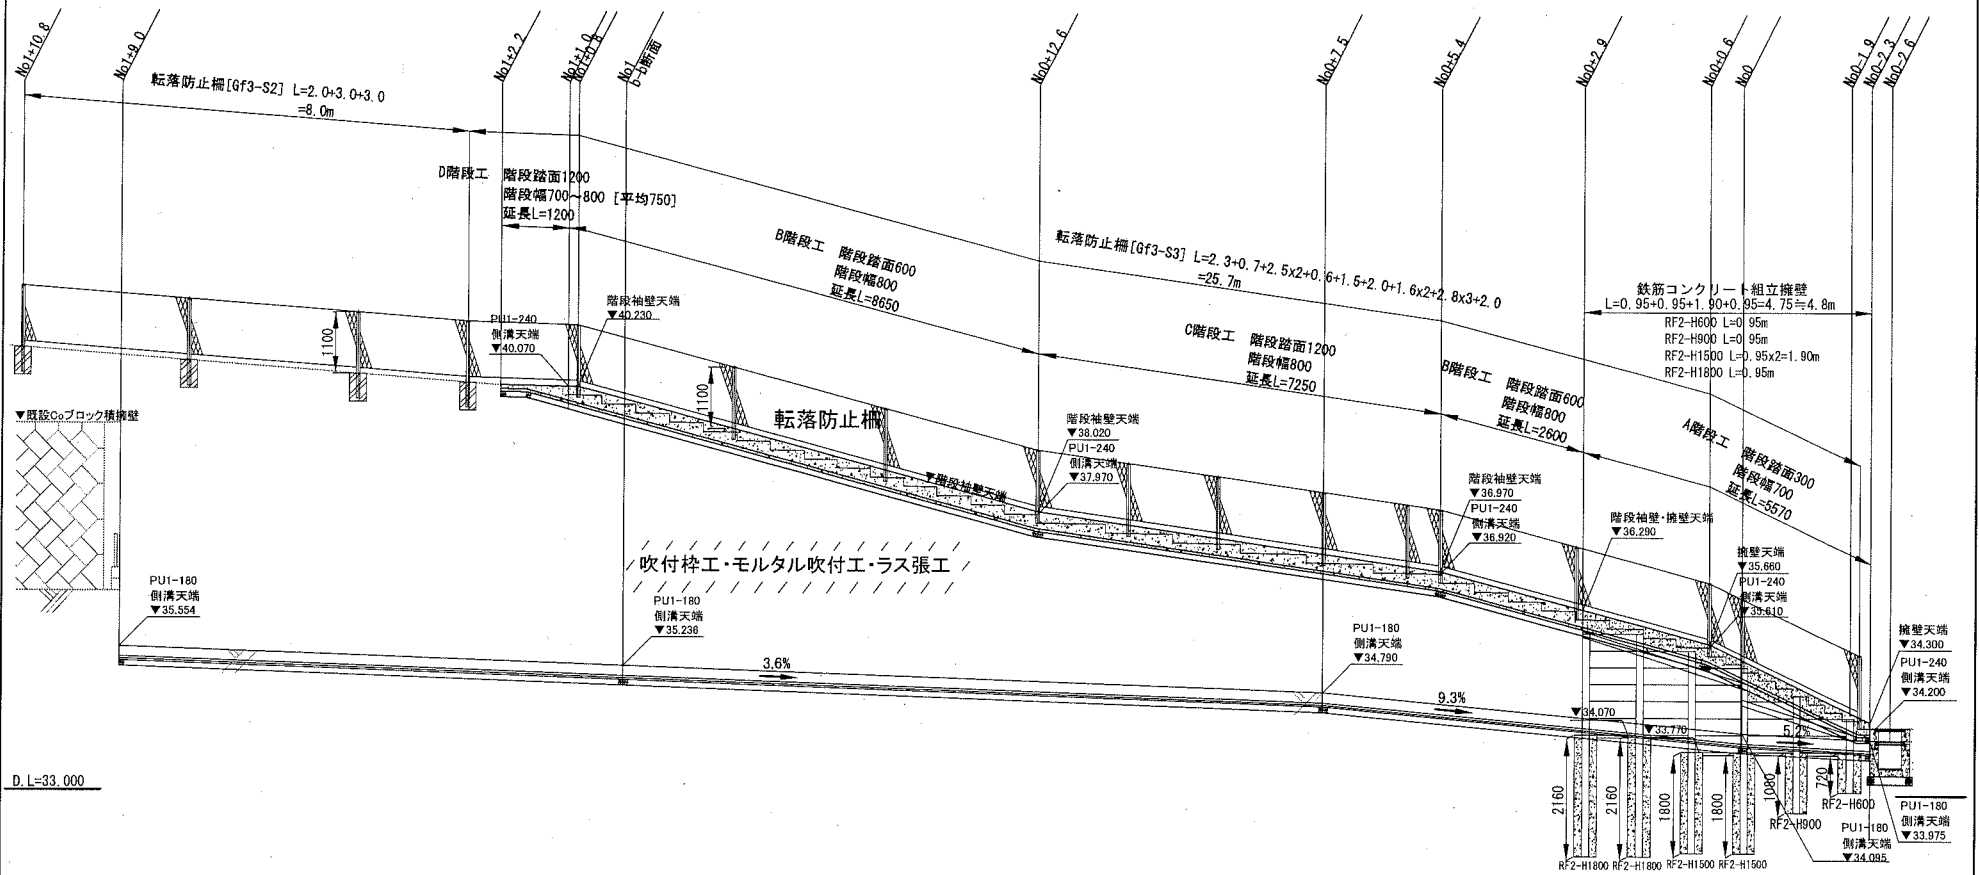 No1+10.8
No1+9.0
No1+2.2
No1+1.0
No1+0.8
No1
b-b断面
No0+12.6
No0+7.5
No0+5.4
No0+2.9
No0+0.6
No0
No0-1.9
No0-2.3
No0-2.6
転落防止柵[Gf3-S2] L=2.0+3.0+3.0
=8.0m
D階段工 階段踏面1200
階段幅700～800 [平均750]
延長L=1200
B階段工 階段踏面600
階段幅800
延長L=8650
転落防止柵[Gf3-S3] L=2.3+0.7+2.5x2+0.6+1.5+2.0+1.6x2+2.8x3+2.0
=25.7m
C階段工 階段踏面1200
階段幅800
延長L=7250
B階段工 階段踏面600
階段幅800
延長L=2600
A階段工 階段踏面300
階段幅700
延長L=5570
鉄筋コンクリート組立擁壁
L=0.95+0.95+1.90+0.95=4.75≒4.8m
RF2-H600 L=0.95m
RF2-H900 L=0.95m
RF2-H1500 L=0.95x2=1.90m
RF2-H1800 L=0.95m
1100
PU1-240
側溝天端
▼40.070
階段袖壁天端
▼40.230
1100
転落防止柵
▼階段袖壁天端
階段袖壁天端
▼38.020
PU1-240
側溝天端
▼37.970
階段袖壁天端
▼36.970
PU1-240
側溝天端
▼36.920
階段袖壁・擁壁天端
▼36.290
擁壁天端
▼35.660
PU1-240
側溝天端
▼35.610
擁壁天端
▼34.300
PU1-240
側溝天端
▼34.200
▼既設Coブロック積擁壁
吹付枠工・モルタル吹付工・ラス張工
PU1-180
側溝天端
▼35.554
PU1-180
側溝天端
▼35.236
PU1-180
側溝天端
▼34.790
3.6%
9.3%
5.2%
▼34.070
▼33.770
D.L=33.000
2160
2160
1800
1800
1080
720
RF2-H1800
RF2-H1800
RF2-H1500
RF2-H1500
RF2-H900
RF2-H600
PU1-180
側溝天端
▼34.095
PU1-180
側溝天端
▼33.975